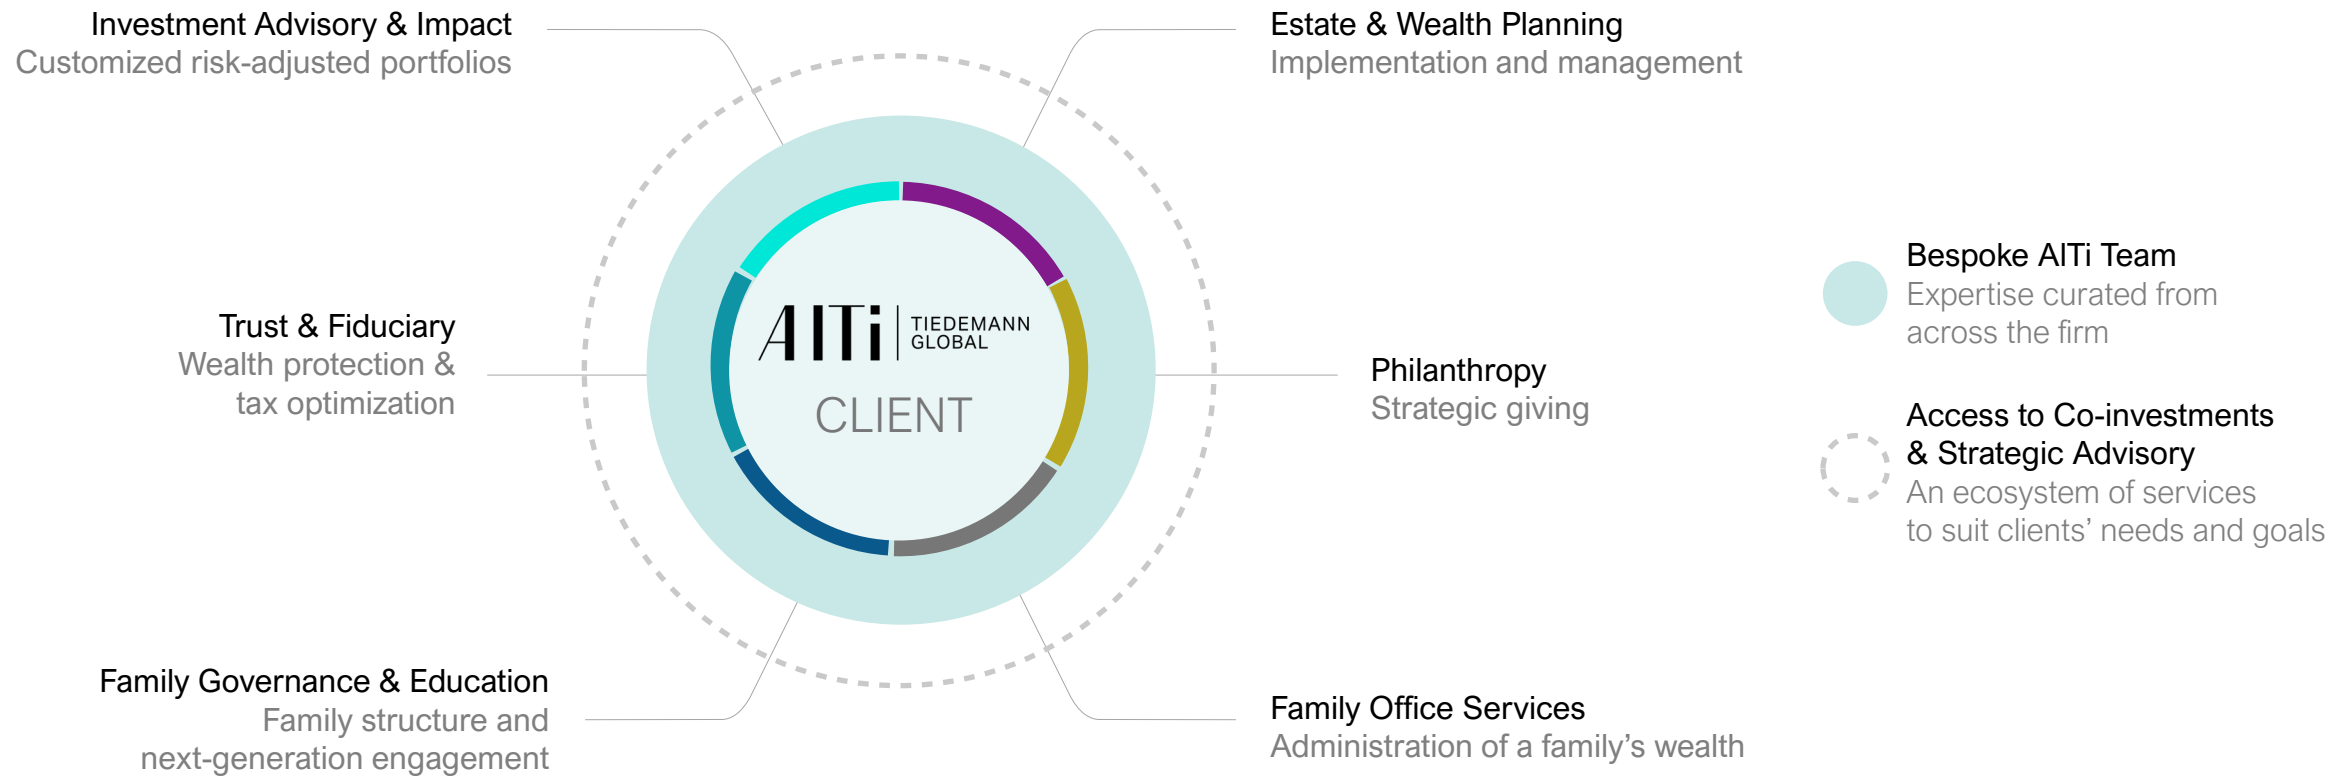 Investment Advisory & Impact
Customized risk-adjusted portfolios
Estate & Wealth Planning
Implementation and management
Trust & Fiduciary
Wealth protection &
tax optimization
AlTi TIEDEMANN
GLOBAL
CLIENT
Philanthropy
Strategic giving
Family Governance & Education
Family structure and
next-generation engagement
Family Office Services
Administration of a family’s wealth
Bespoke AlTi Team
Expertise curated from
across the firm
Access to Co-investments
& Strategic Advisory
An ecosystem of services
to suit clients’ needs and goals